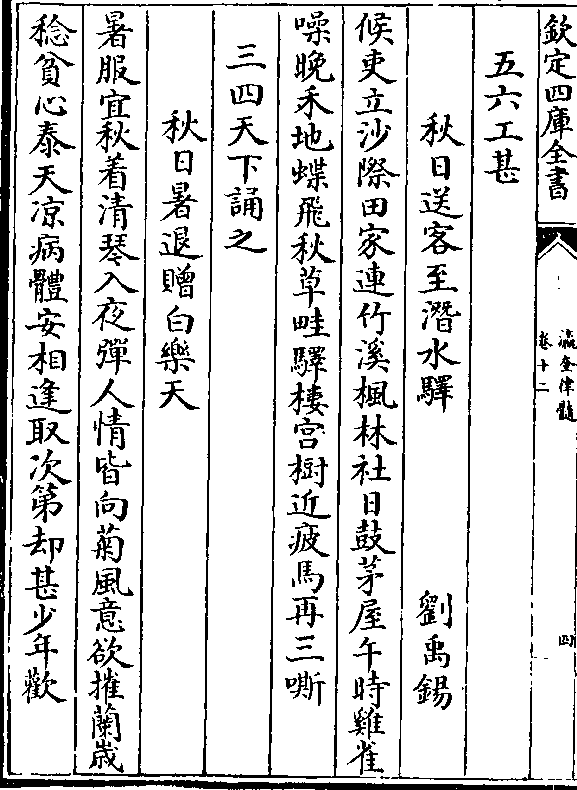 欽定四庫全書
瀛奎律髓
卷十二
四
五六工甚
秋日送客至潛水驛
劉禹錫
候吏立沙際田家連竹溪楓林社日鼓茅屋午時雞雀
噪晚禾地蝶飛秋草畦驛樓宫樹近疲馬再三嘶
三四天下誦之
秋日暑退贈白樂天
暑服宜秋着清琴入夜彈人情皆向菊風意欲摧蘭歲
稔貧心泰天凉病體安相逢取次第却甚少年歡